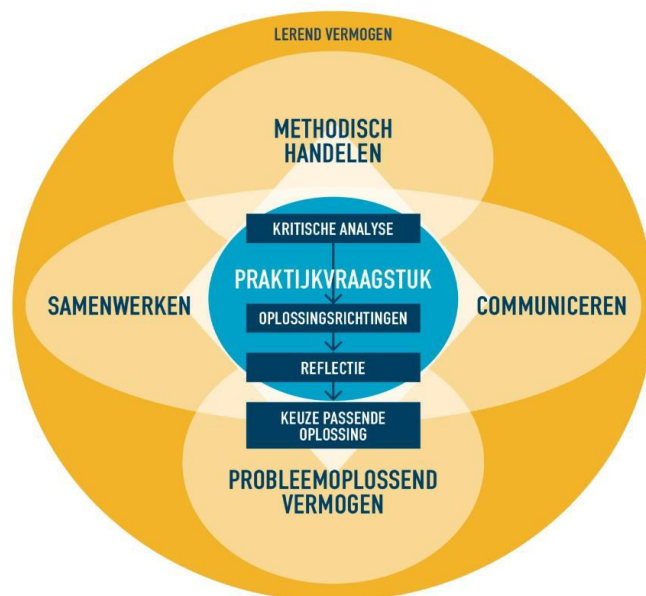 LEREND VERMOGEN
METHODISCH
HANDELEN
KRITISCHE ANALYSE
PRAKTIJKVRAAGSTUK
SAMENWERKEN
COMMUNICEREN
OPLOSSINGSRICHTINGEN
REFLECTIE
KEUZE PASSENDE
OPLOSSING
PROBLEEMOPLOSSEND
VERMOGEN